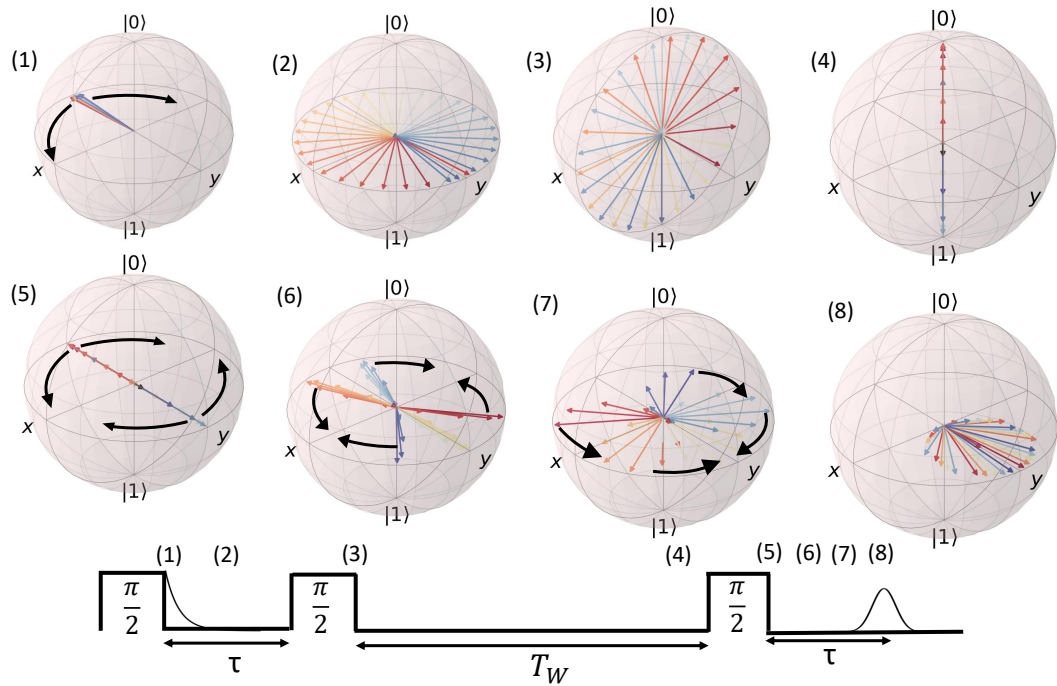 |0⟩ |0⟩ |0⟩ |0⟩
(1) (2) (3) (4)
x y x y x y x y
|1⟩ |1⟩ |1⟩ |1⟩
|0⟩ |0⟩ |0⟩ |0⟩
(5) (6) (7) (8)
x y x y x y x y
|1⟩ |1⟩ |1⟩ |1⟩
(1) (2) (3) (4) (5) (6) (7) (8)
π/2 π/2 π/2
τ T_W τ